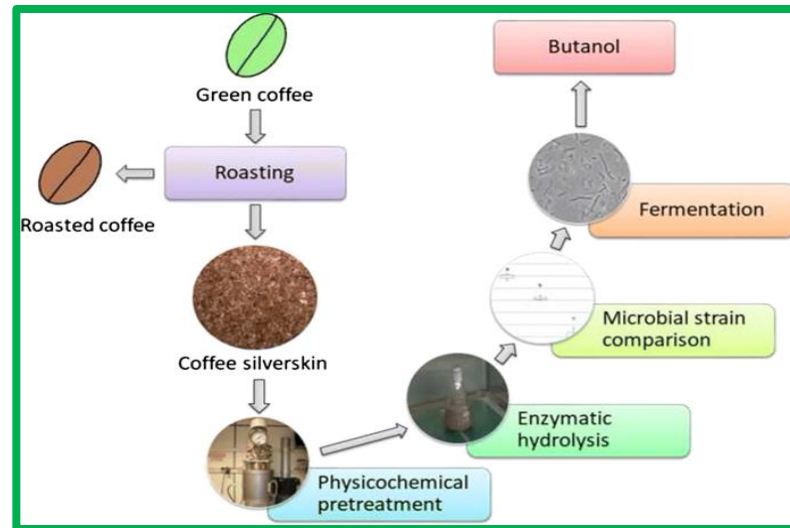 Green coffee
Roasting
Roasted coffee
Coffee silverskin
Physicochemical
pretreatment
Enzymatic
hydrolysis
Microbial strain
comparison
Fermentation
Butanol